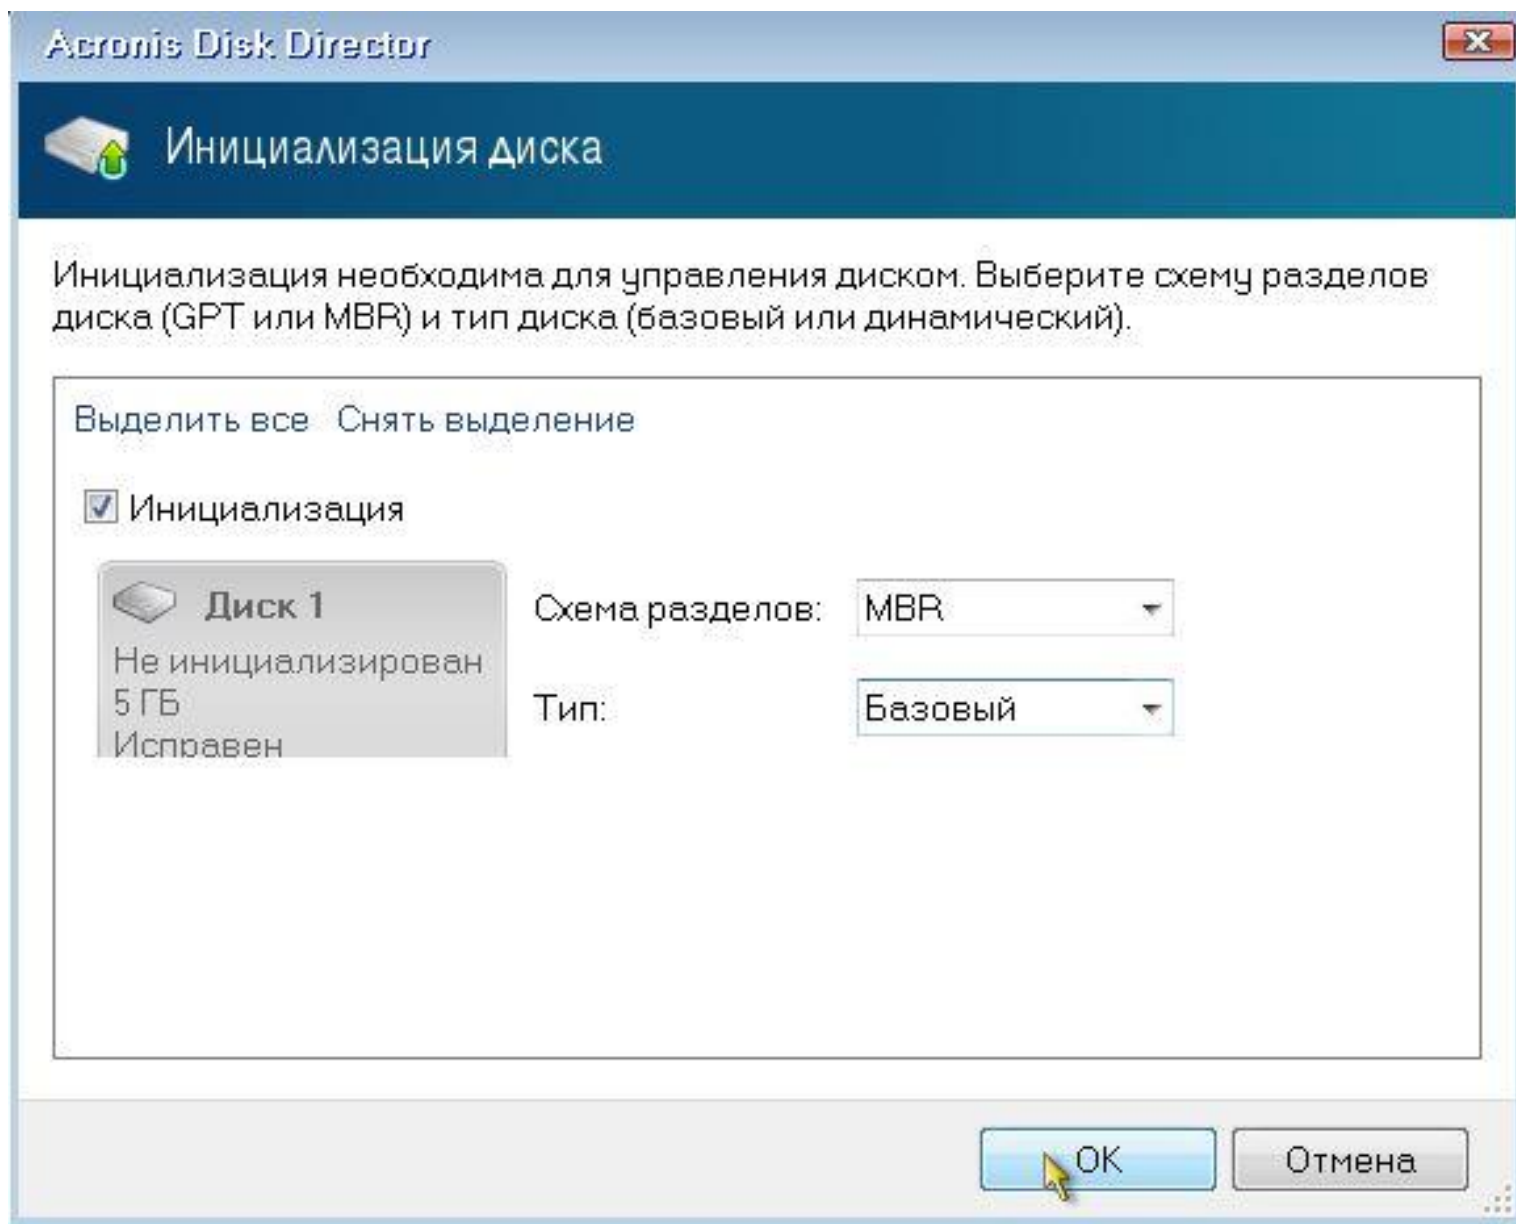 Acronis Disk Director
Инициализация диска
Инициализация необходима для управления диском. Выберите схему разделов
диска (GPT или MBR) и тип диска (базовый или динамический).
Выделить все Снять выделение
Инициализация
Диск 1
Не инициализирован
5 ГБ
Исправен
Схема разделов: MBR
Тип: Базовый
OK Отмена